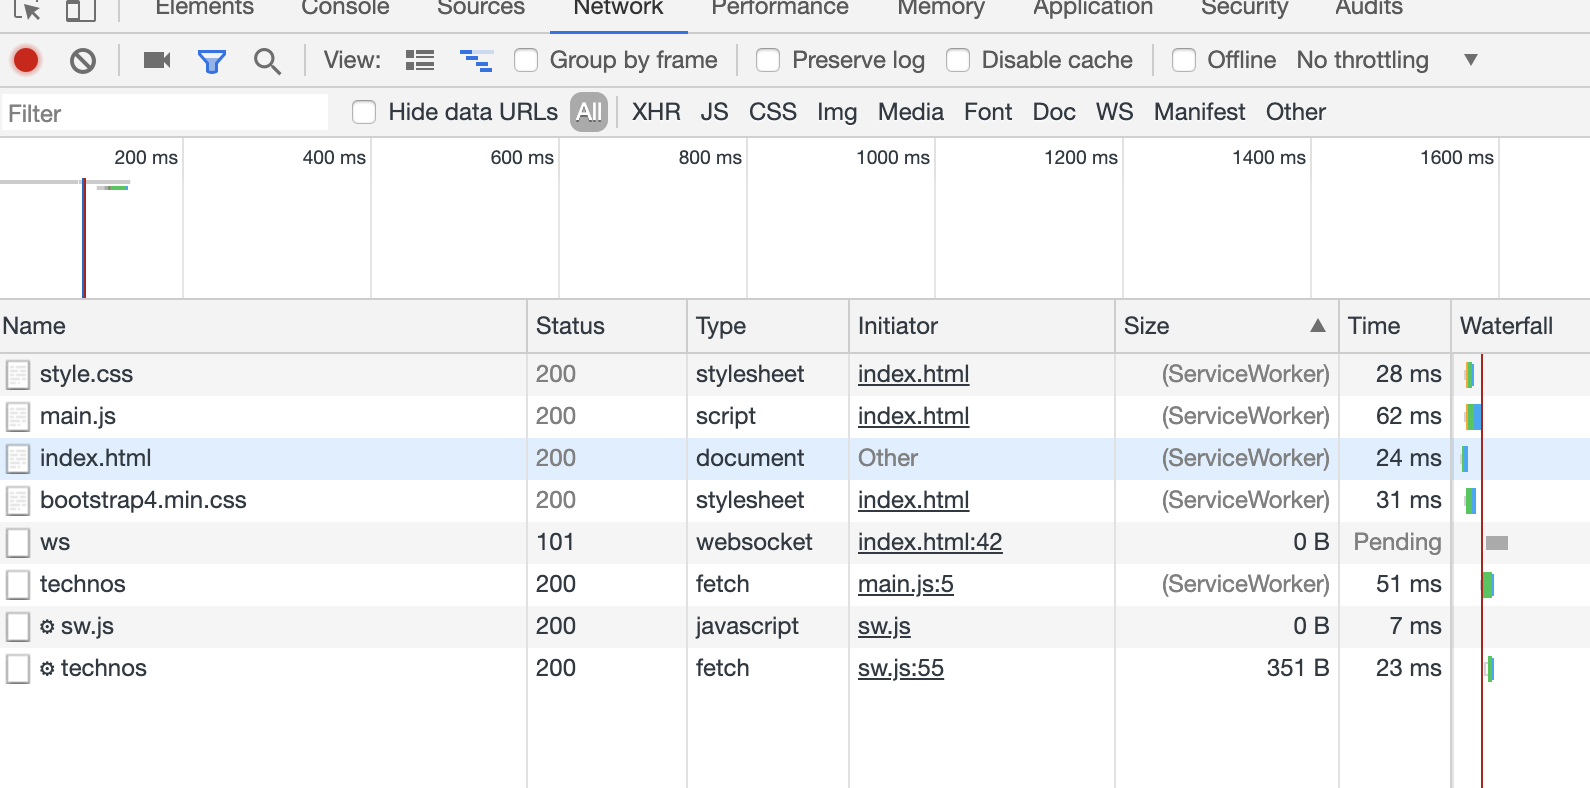 Elements Console Sources Network Performance Memory Application Security Audits
View: Group by frame Preserve log Disable cache Offline No throttling ▼
Filter Hide data URLs All XHR JS CSS Img Media Font Doc WS Manifest Other
200 ms 400 ms 600 ms 800 ms 1000 ms 1200 ms 1400 ms 1600 ms
Name Status Type Initiator Size ▲ Time Waterfall
style.css 200 stylesheet index.html (ServiceWorker) 28 ms
main.js 200 script index.html (ServiceWorker) 62 ms
index.html 200 document Other (ServiceWorker) 24 ms
bootstrap4.min.css 200 stylesheet index.html (ServiceWorker) 31 ms
ws 101 websocket index.html:42 0 B Pending
technos 200 fetch main.js:5 (ServiceWorker) 51 ms
⚙ sw.js 200 javascript sw.js 0 B 7 ms
⚙ technos 200 fetch sw.js:55 351 B 23 ms